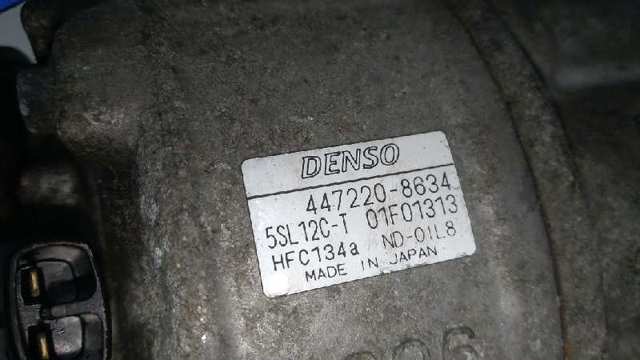 DENSO
447220-8634
5SL12C-T 01F01313
HFC134a ND-OIL8
MADE IN JAPAN